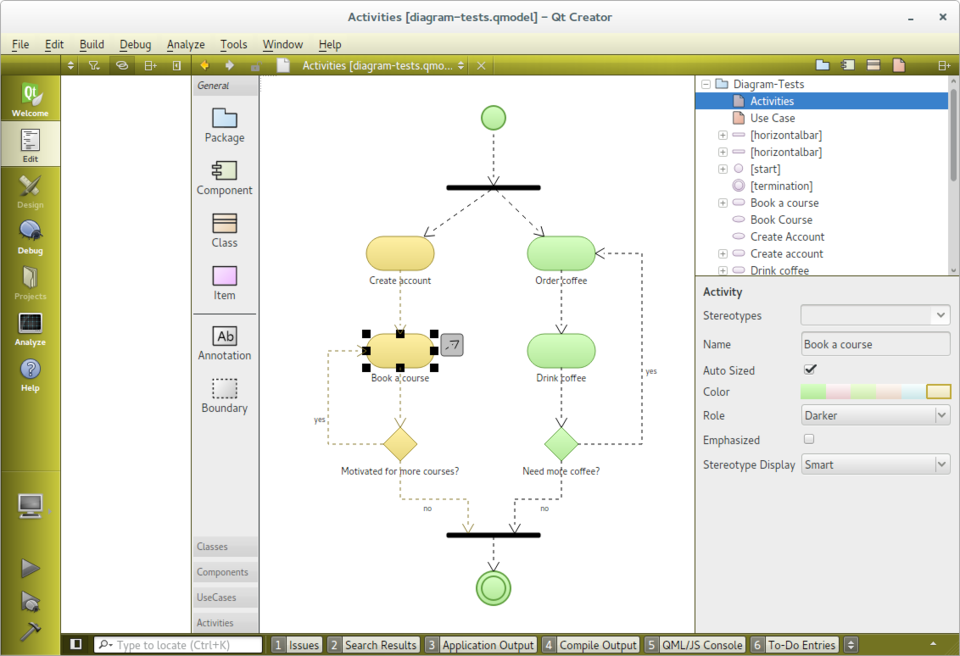 Activities [diagram-tests.qmodel] – Qt Creator
File Edit Build Debug Analyze Tools Window Help
Activities [diagram-tests.qmo...
Qt
Welcome
Edit
Design
Debug
Projects
Analyze
Help
General
Package
Component
Class
Item
Ab
Annotation
Boundary
Classes
Components
UseCases
Activities
Create account
Order coffee
Book a course
Drink coffee
yes
yes
Motivated for more courses?
Need more coffee?
no
no
Diagram-Tests
Activities
Use Case
[horizontalbar]
[horizontalbar]
[start]
[termination]
Book a course
Book Course
Create Account
Create account
Drink coffee
Activity
Stereotypes
Name Book a course
Auto Sized
Color
Role Darker
Emphasized
Stereotype Display Smart
Type to locate (Ctrl+K)
1 Issues 2 Search Results 3 Application Output 4 Compile Output 5 QML/JS Console 6 To-Do Entries